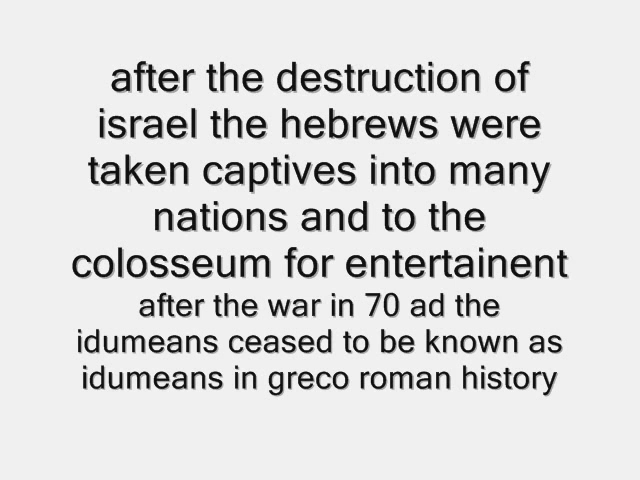 after the destruction of
israel the hebrews were
taken captives into many
nations and to the
colosseum for entertainent
after the war in 70 ad the
idumeans ceased to be known as
idumeans in greco roman history